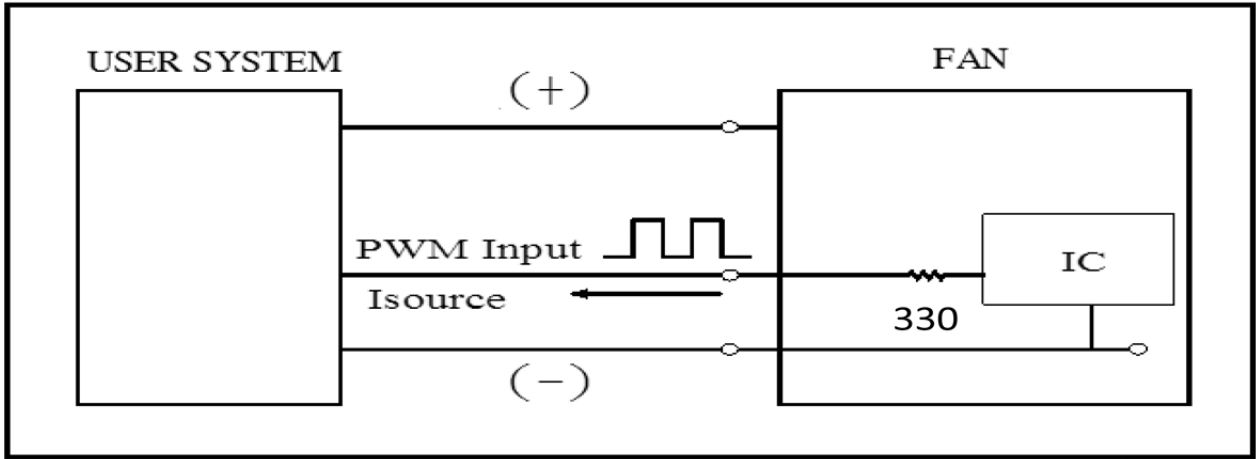 USER SYSTEM
FAN
(+)
PWM Input
IC
Isource
330
(−)